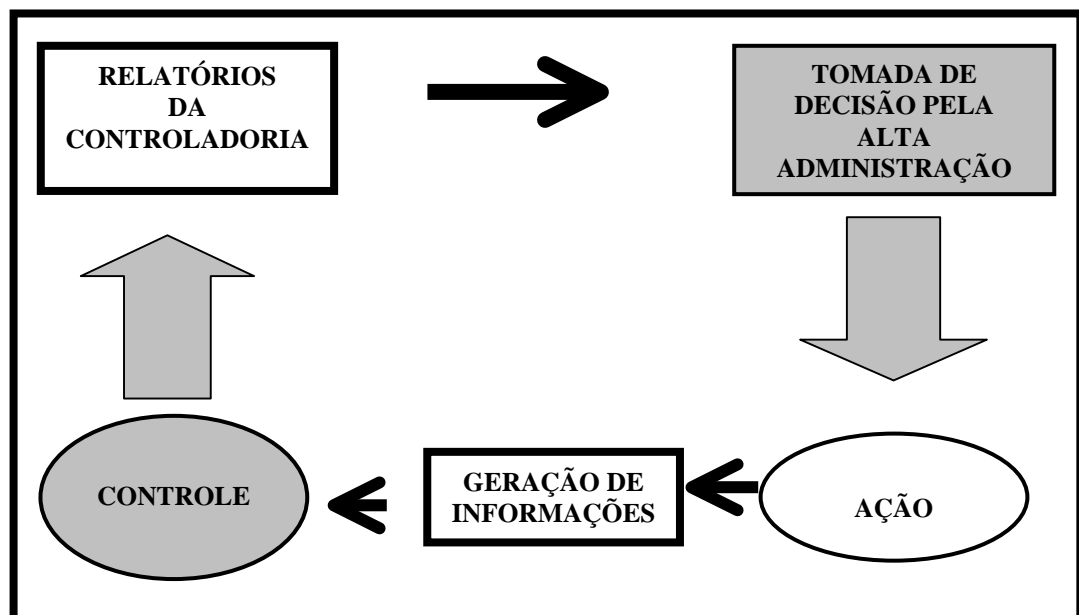 RELATÓRIOS
DA
CONTROLADORIA
TOMADA DE
DECISÃO PELA
ALTA
ADMINISTRAÇÃO
CONTROLE
GERAÇÃO DE
INFORMAÇÕES
AÇÃO